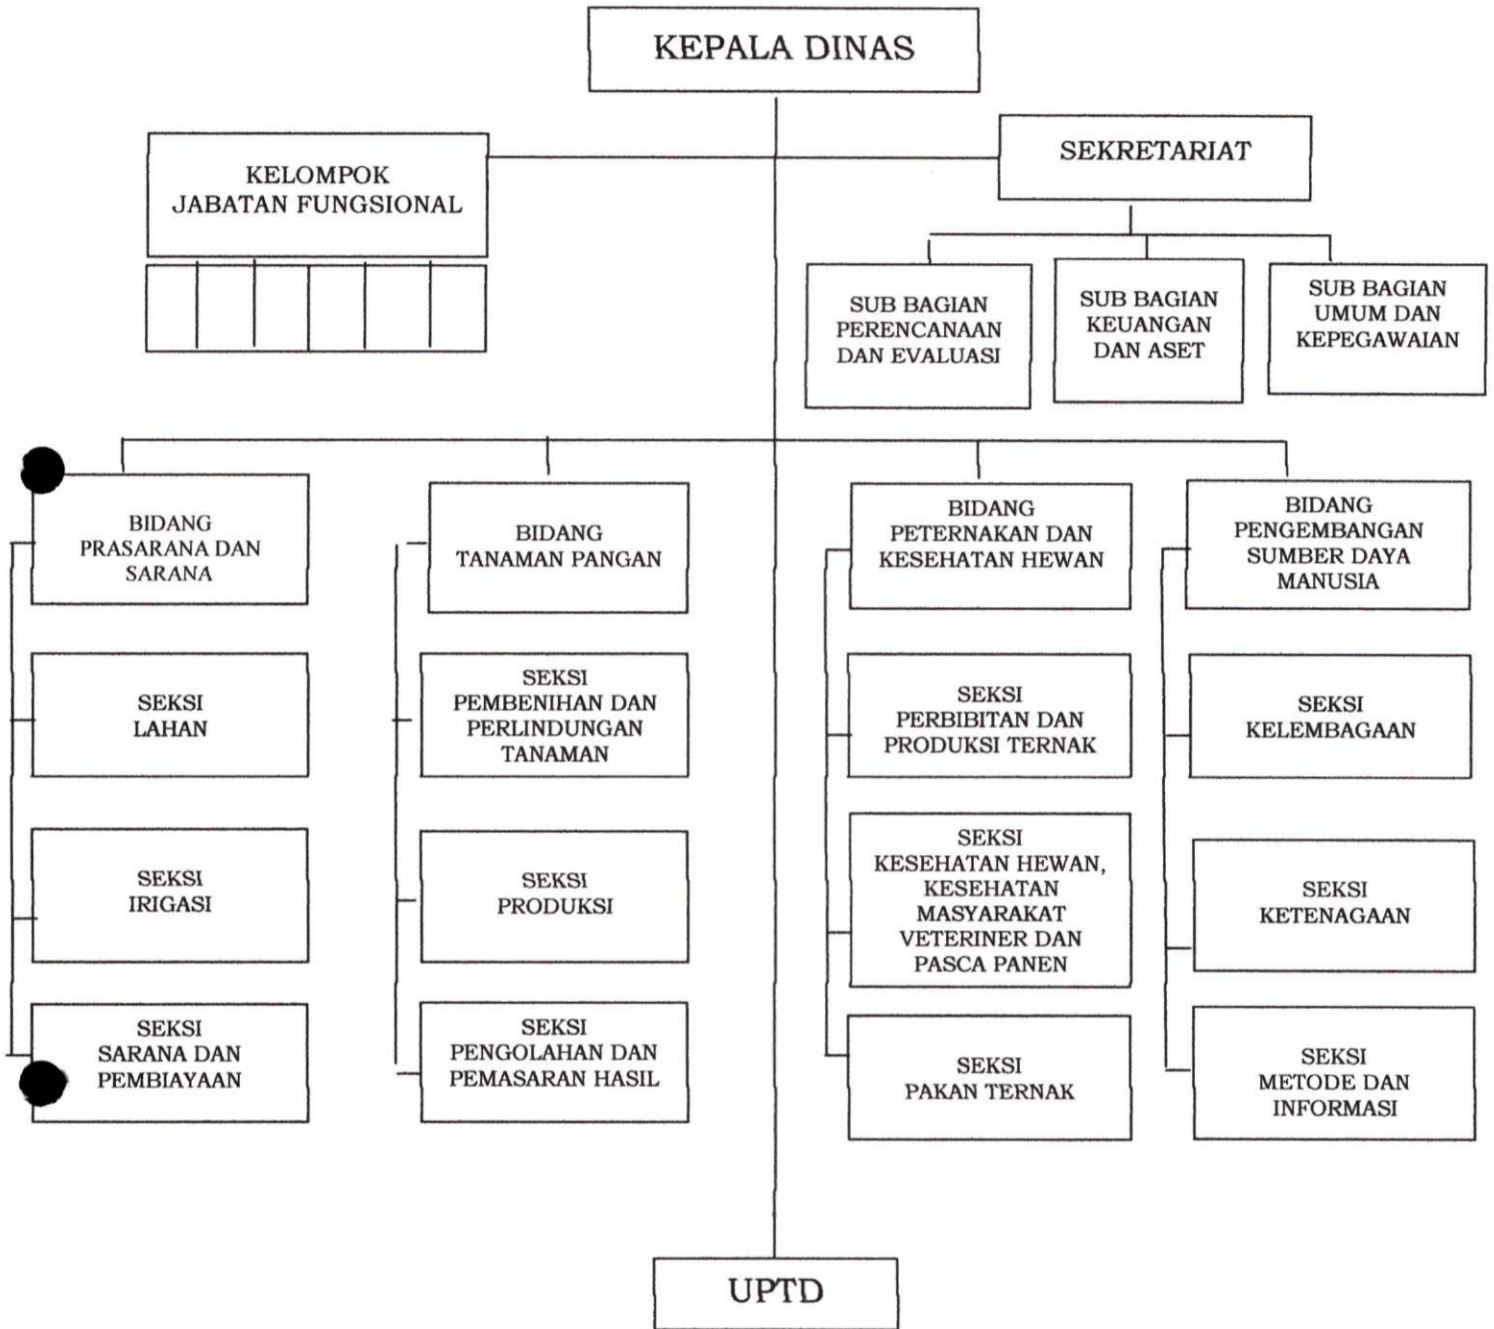 KEPALA DINAS
KELOMPOK
JABATAN FUNGSIONAL
SEKRETARIAT
SUB BAGIAN
PERENCANAAN
DAN EVALUASI
SUB BAGIAN
KEUANGAN
DAN ASET
SUB BAGIAN
UMUM DAN
KEPEGAWAIAN
BIDANG
PRASARANA DAN
SARANA
BIDANG
TANAMAN PANGAN
BIDANG
PETERNAKAN DAN
KESEHATAN HEWAN
BIDANG
PENGEMBANGAN
SUMBER DAYA
MANUSIA
SEKSI
LAHAN
SEKSI
PEMBENIHAN DAN
PERLINDUNGAN
TANAMAN
SEKSI
PERBIBITAN DAN
PRODUKSI TERNAK
SEKSI
KELEMBAGAAN
SEKSI
IRIGASI
SEKSI
PRODUKSI
SEKSI
KESEHATAN HEWAN,
KESEHATAN
MASYARAKAT
VETERINER DAN
PASCA PANEN
SEKSI
KETENAGAAN
SEKSI
SARANA DAN
PEMBIAYAAN
SEKSI
PENGOLAHAN DAN
PEMASARAN HASIL
SEKSI
PAKAN TERNAK
SEKSI
METODE DAN
INFORMASI
UPTD